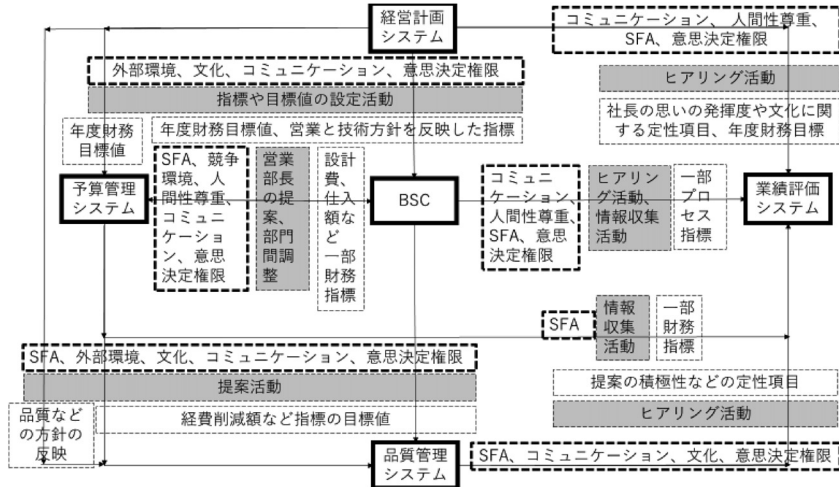 経営計画
システム
コミュニケーション、人間性尊重、
SFA、意思決定権限
外部環境、文化、コミュニケーション、意思決定権限
指標や目標値の設定活動
ヒアリング活動
年度財務
目標値
年度財務目標値、営業と技術方針を反映した指標
社長の思いの発揮度や文化に関
する定性項目、年度財務目標
予算管理
システム
SFA、競争
環境、人
間性尊重、
コミュニ
ケーショ
ン、意思
決定権限
営業
部長
の提
案、
部門
間調
整
設計
費、
仕入
額な
ど一
部財
務指標
BSC
コミュニ
ケーション、
人間性尊重、
SFA、意思
決定権限
ヒアリン
グ活動、
情報収集
活動
一部
プロ
セス
指標
業績評価
システム
SFA
情報
収集
活動
一部
財務
指標
SFA、外部環境、文化、コミュニケーション、意思決定権限
提案活動
経費削減額など指標の目標値
提案の積極性などの定性項目
ヒアリング活動
品質など
の方針の
反映
品質管理
システム
SFA、コミュニケーション、文化、意思決定権限